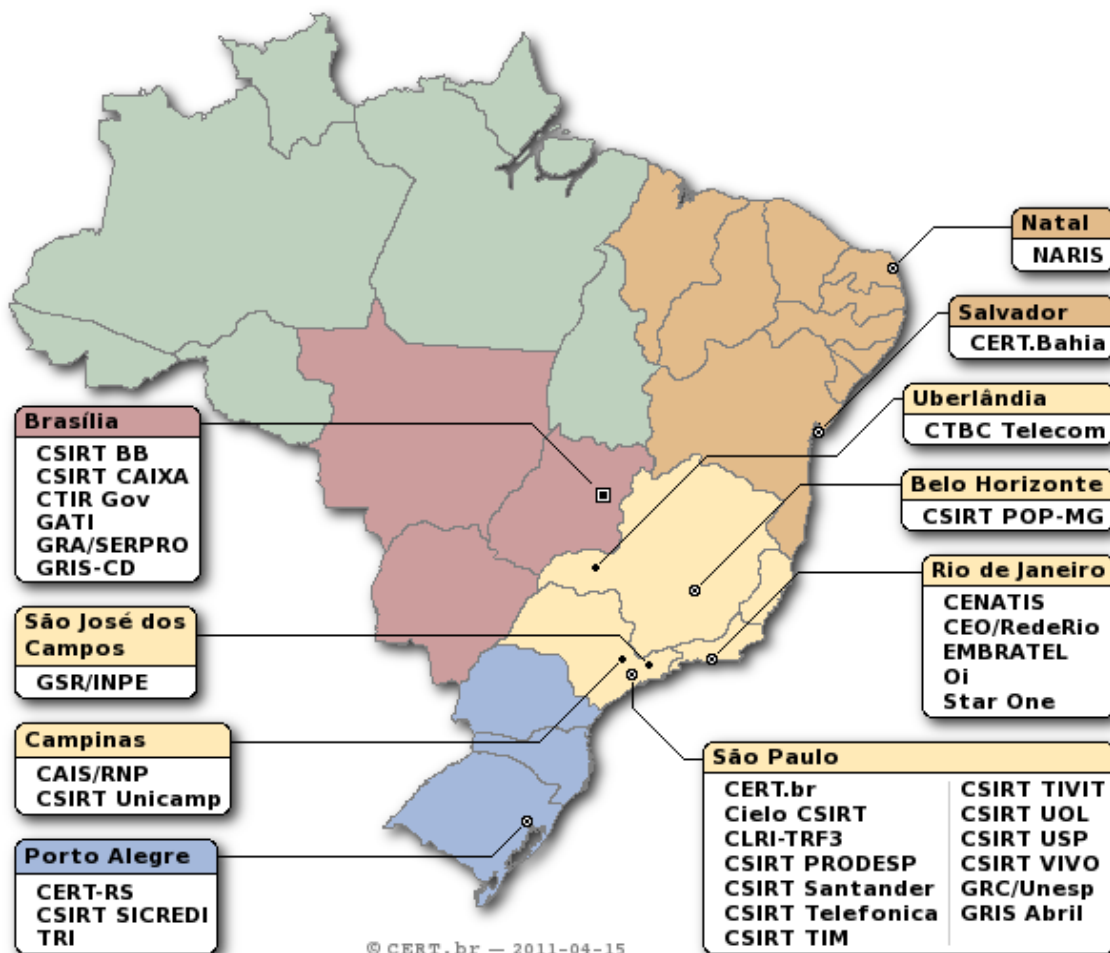 Natal
NARIS
Salvador
CERT.Bahia
Uberlândia
CTBC Telecom
Belo Horizonte
CSIRT POP-MG
Rio de Janeiro
CENATIS
CEO/RedeRio
EMBRATEL
Oi
Star One
Brasília
CSIRT BB
CSIRT CAIXA
CTIR Gov
GATI
GRA/SERPRO
GRIS-CD
São José dos
Campos
GSR/INPE
Campinas
CAIS/RNP
CSIRT Unicamp
Porto Alegre
CERT-RS
CSIRT SICREDI
TRI
São Paulo
CERT.br
Cielo CSIRT
CLRI-TRF3
CSIRT PRODESP
CSIRT Santander
CSIRT Telefonica
CSIRT TIM
CSIRT TIVIT
CSIRT UOL
CSIRT USP
CSIRT VIVO
GRC/Unesp
GRIS Abril
© CERT.br — 2011-04-15